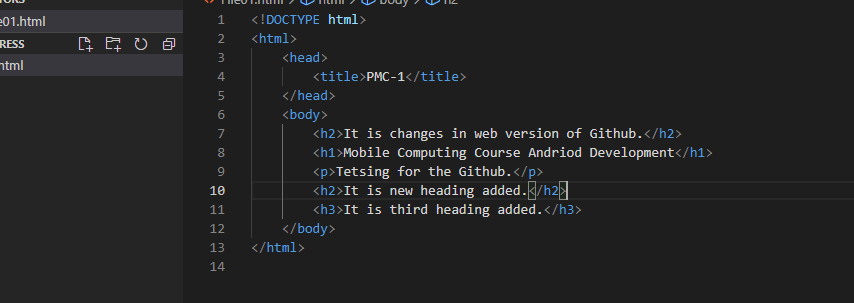 TORS
e01.html
RESS
html
File01.html > html > body > h2
1 <!DOCTYPE html>
2 <html>
3 <head>
4 <title>PMC-1</title>
5 </head>
6 <body>
7 <h2>It is changes in web version of Github.</h2>
8 <h1>Mobile Computing Course Andriod Development</h1>
9 <p>Tetsing for the Github.</p>
10 <h2>It is new heading added.</h2>
11 <h3>It is third heading added.</h3>
12 </body>
13 </html>
14